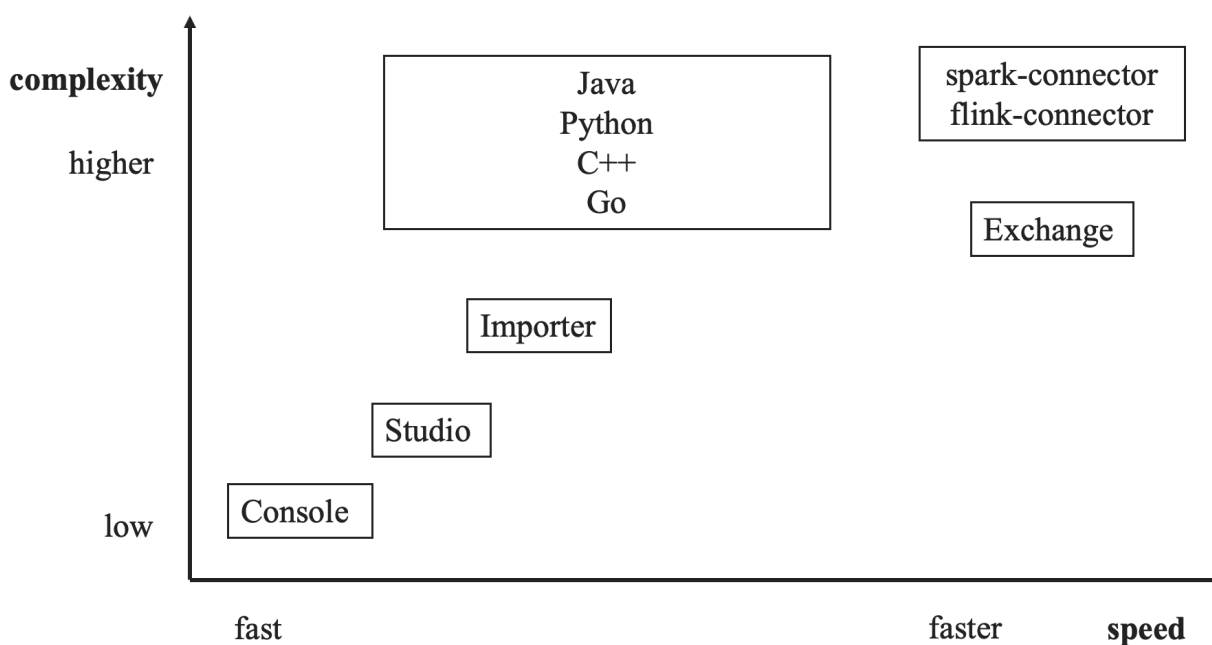 complexity
higher
low
Java
Python
C++
Go
spark-connector
flink-connector
Exchange
Importer
Studio
Console
fast
faster
speed